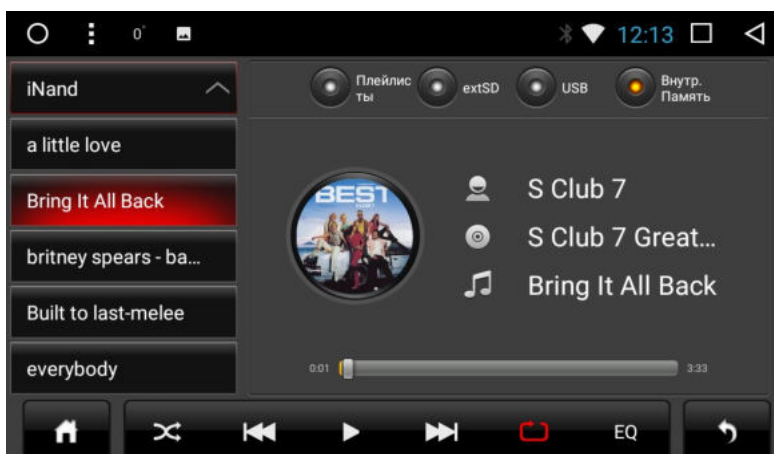 0°
12:13
iNand
Плейлис
ты
extSD
USB
Внутр.
Память
a little love
Bring It All Back
britney spears - ba...
Built to last-melee
everybody
BEST
S Club 7
S Club 7 Great...
Bring It All Back
0:01
3:33
EQ